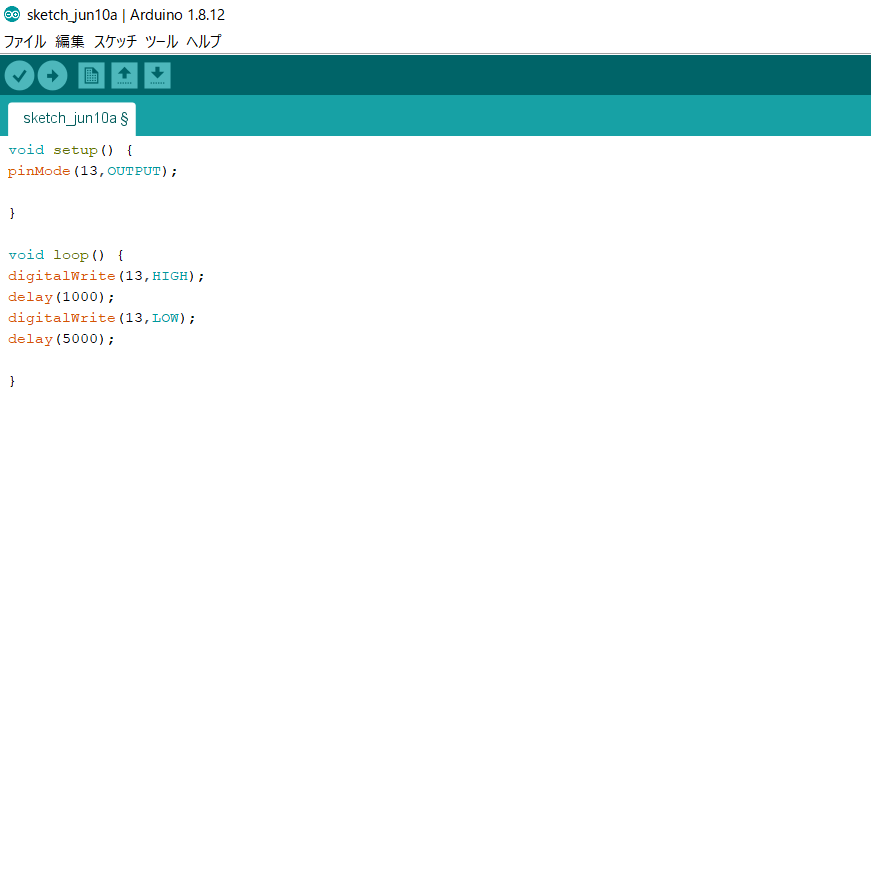 sketch_jun10a | Arduino 1.8.12
ファイル 編集 スケッチ ツール ヘルプ
sketch_jun10a §
void setup() {
pinMode(13,OUTPUT);
}
void loop() {
digitalWrite(13,HIGH);
delay(1000);
digitalWrite(13,LOW);
delay(5000);
}